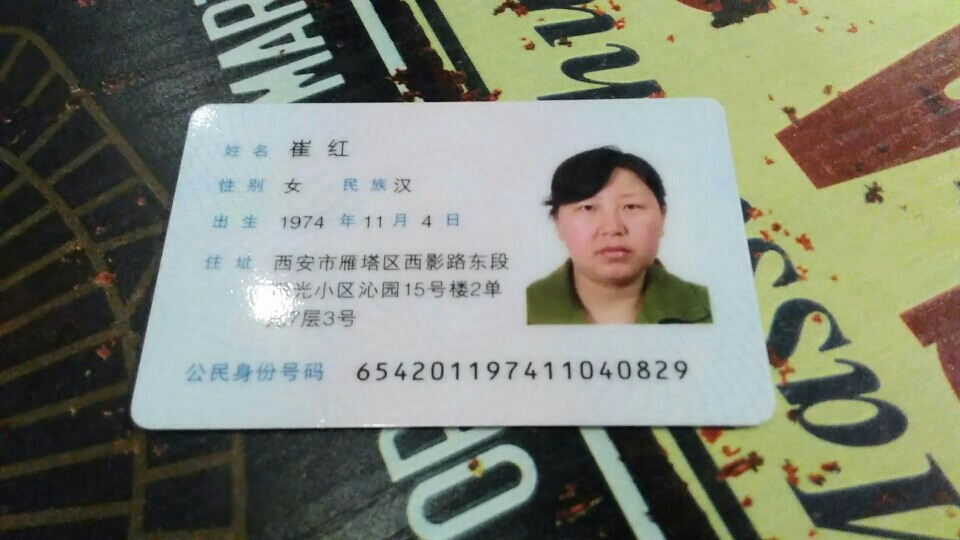 姓名 崔红
性别 女 民族 汉
出生 1974 年 11 月 4 日
住址 西安市雁塔区西影路东段
光小区沁园15号楼2单
7层3号
公民身份号码 654201197411040829
MAR
OR